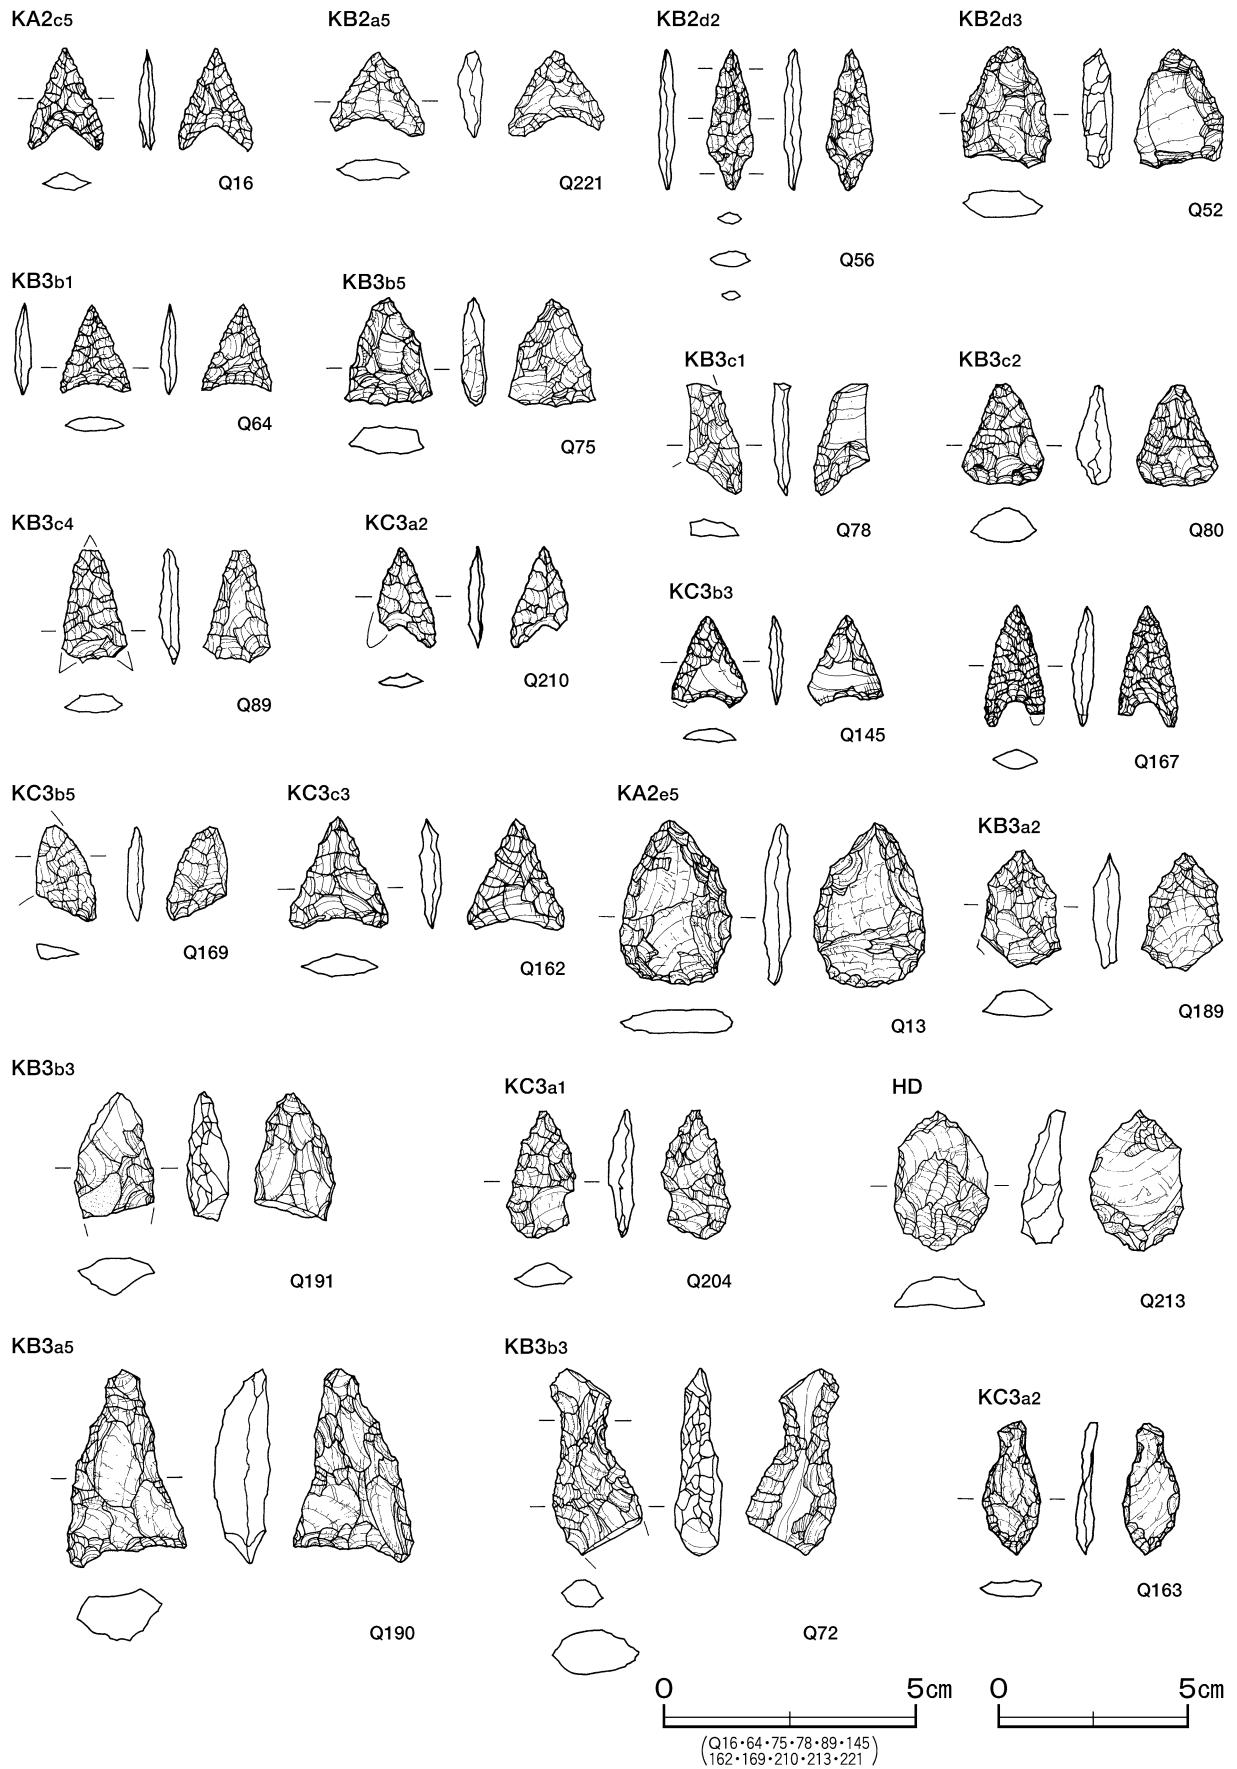 KA2c5
KB2a5
KB2d2
KB2d3
Q16
Q221
Q56
Q52
KB3b1
KB3b5
KB3c1
KB3c2
Q64
Q75
Q78
Q80
KB3c4
KC3a2
KC3b3
Q89
Q210
Q145
Q167
KC3b5
KC3c3
KA2e5
KB3a2
Q169
Q162
Q13
Q189
KB3b3
KC3a1
HD
Q191
Q204
Q213
KB3a5
KB3b3
KC3a2
Q190
Q72
Q163
0 5cm
(Q16・64・75・78・89・145
162・169・210・213・221)
0 5cm